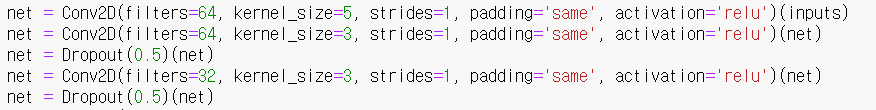 net = Conv2D(filters=64, kernel_size=5, strides=1, padding='same', activation='relu')(inputs)
net = Conv2D(filters=64, kernel_size=3, strides=1, padding='same', activation='relu')(net)
net = Dropout(0.5)(net)
net = Conv2D(filters=32, kernel_size=3, strides=1, padding='same', activation='relu')(net)
net = Dropout(0.5)(net)